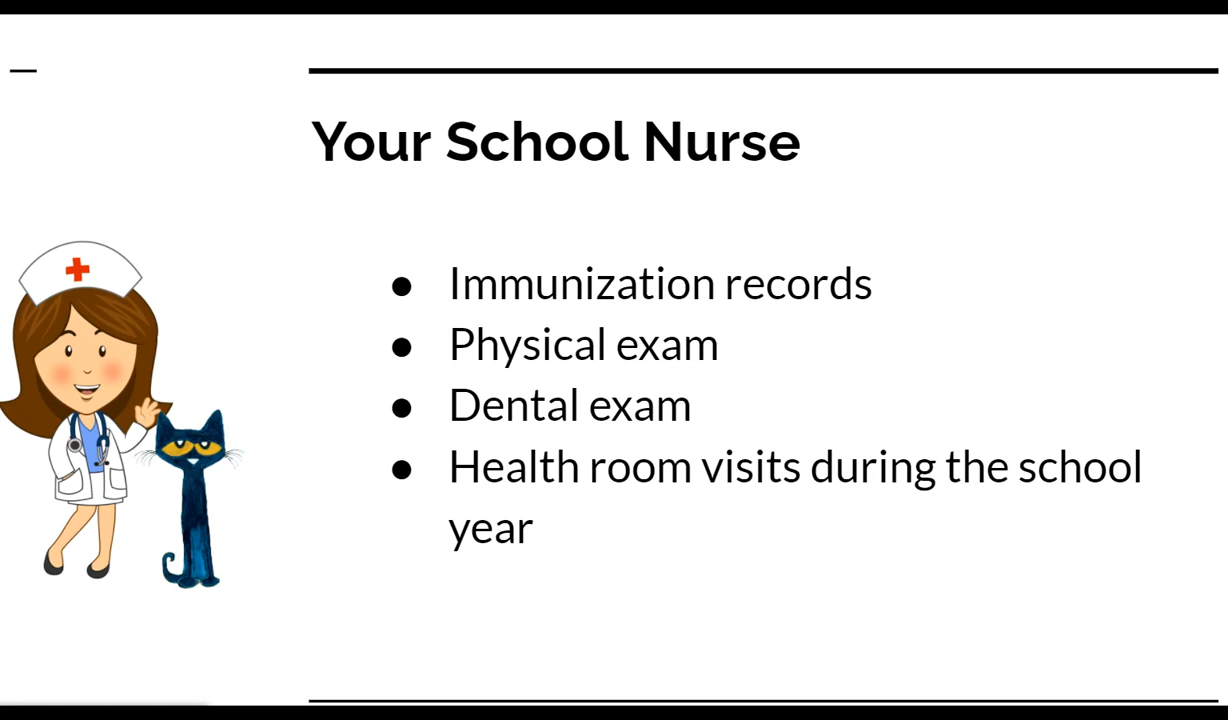 Your School Nurse
● Immunization records
● Physical exam
● Dental exam
● Health room visits during the school
year